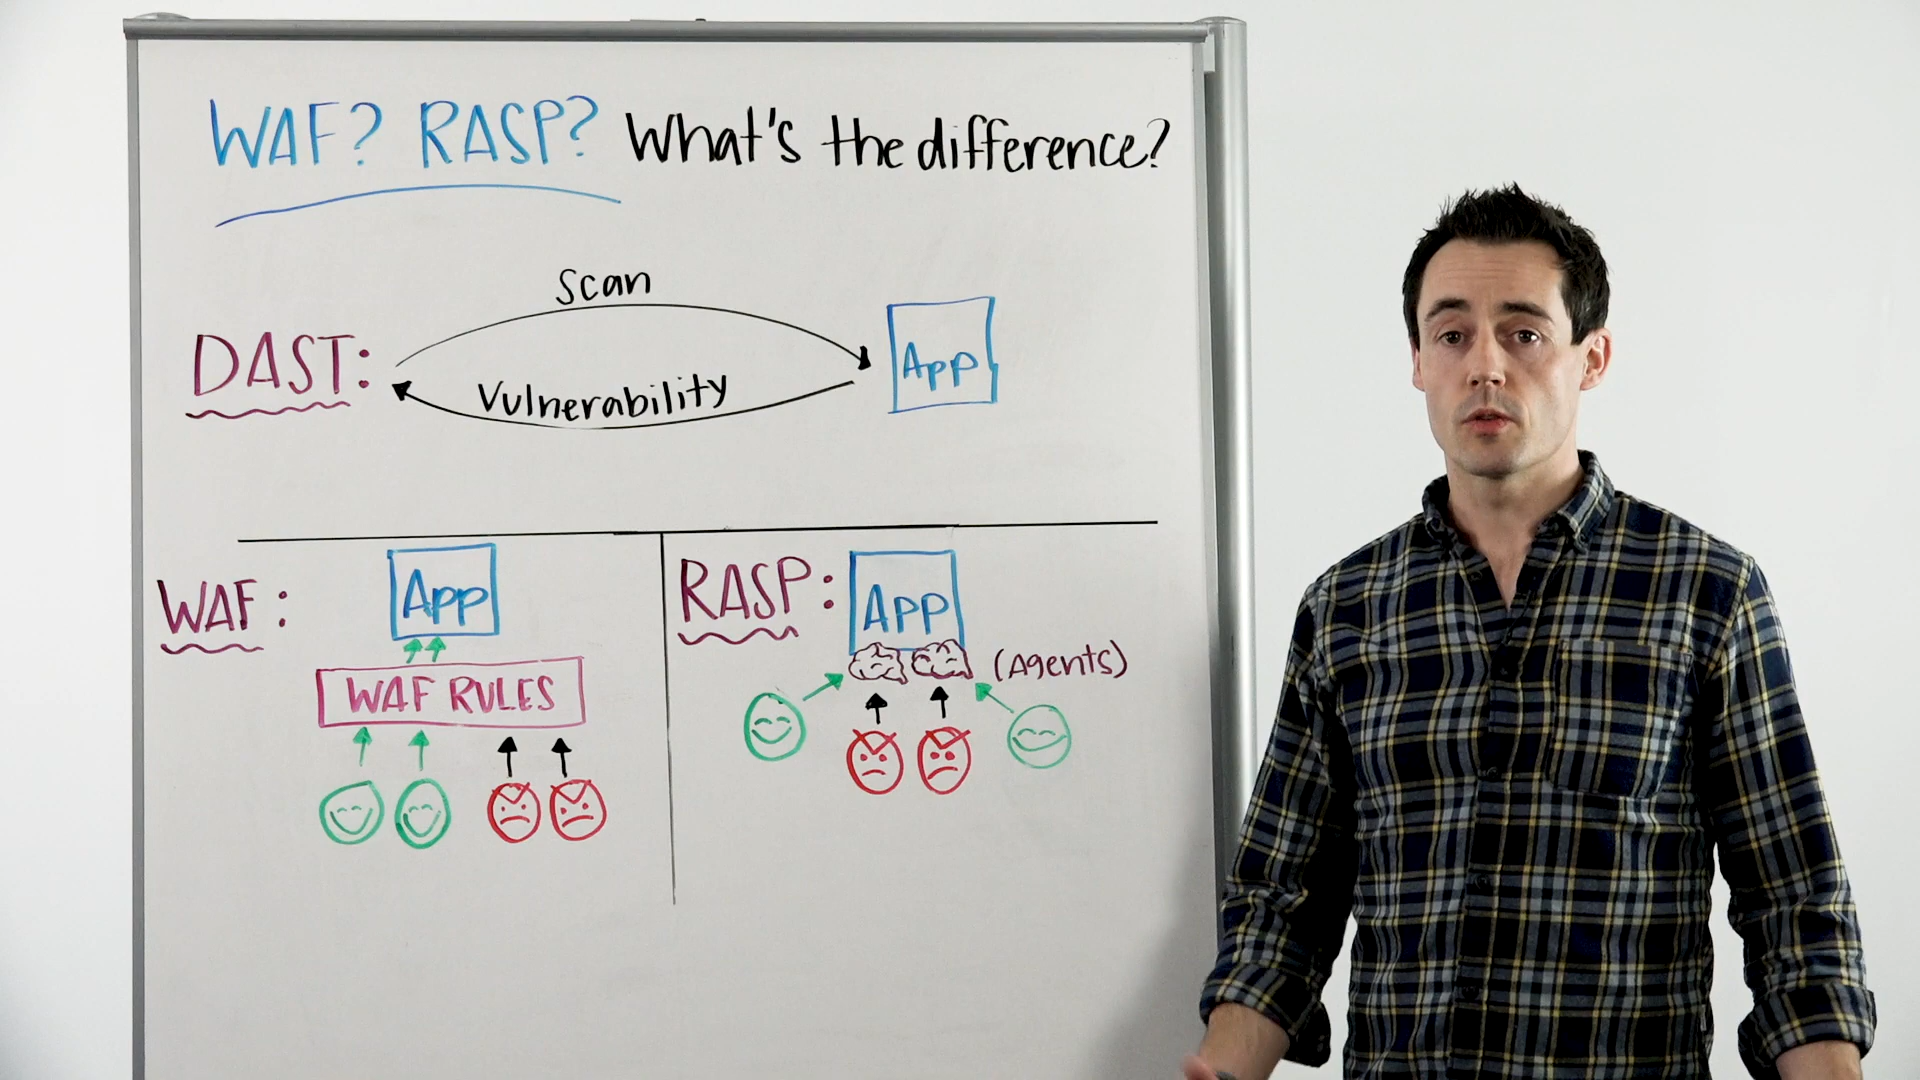 WAF? RASP? What's the difference?
Scan
DAST:
App
Vulnerability
WAF:
App
WAF RULES
RASP:
App
(Agents)